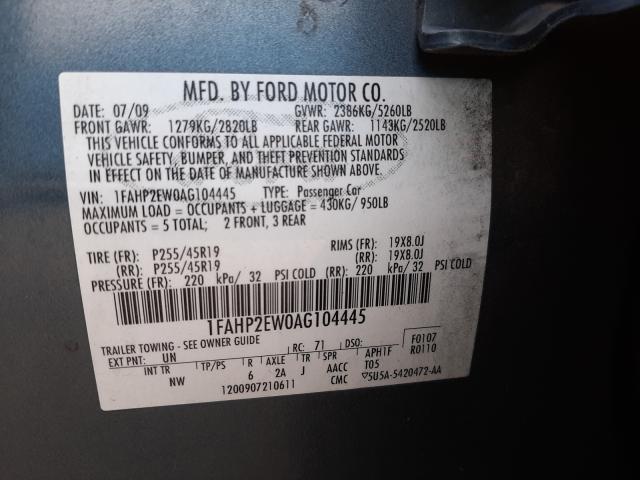 MFD. BY FORD MOTOR CO.
DATE: 07/09 GVWR: 2386KG/5260LB
FRONT GAWR: 1279KG/2820LB REAR GAWR: 1143KG/2520LB
THIS VEHICLE CONFORMS TO ALL APPLICABLE FEDERAL MOTOR
VEHICLE SAFETY, BUMPER, AND THEFT PREVENTION STANDARDS
IN EFFECT ON THE DATE OF MANUFACTURE SHOWN ABOVE.
VIN: 1FAHP2EW0AG104445 TYPE: Passenger Car
MAXIMUM LOAD = OCCUPANTS + LUGGAGE = 430KG/ 950LB
OCCUPANTS = 5 TOTAL; 2 FRONT, 3 REAR
TIRE (FR): P255/45R19 RIMS (FR): 19X8.0J
(RR): P255/45R19 (RR): 19X8.0J
PRESSURE (FR): 220 kPa/ 32 PSI COLD (RR): 220 kPa/ 32 PSI COLD
1FAHP2EW0AG104445
TRAILER TOWING - SEE OWNER GUIDE
EXT PNT: UN RC: 71 DSO: F0107
R0110
INT TR TP/PS R AXLE TR SPR APH1F
NW 6 2A J AACC T05
1200907210611 CMC ▽5U5A-5420472-AA